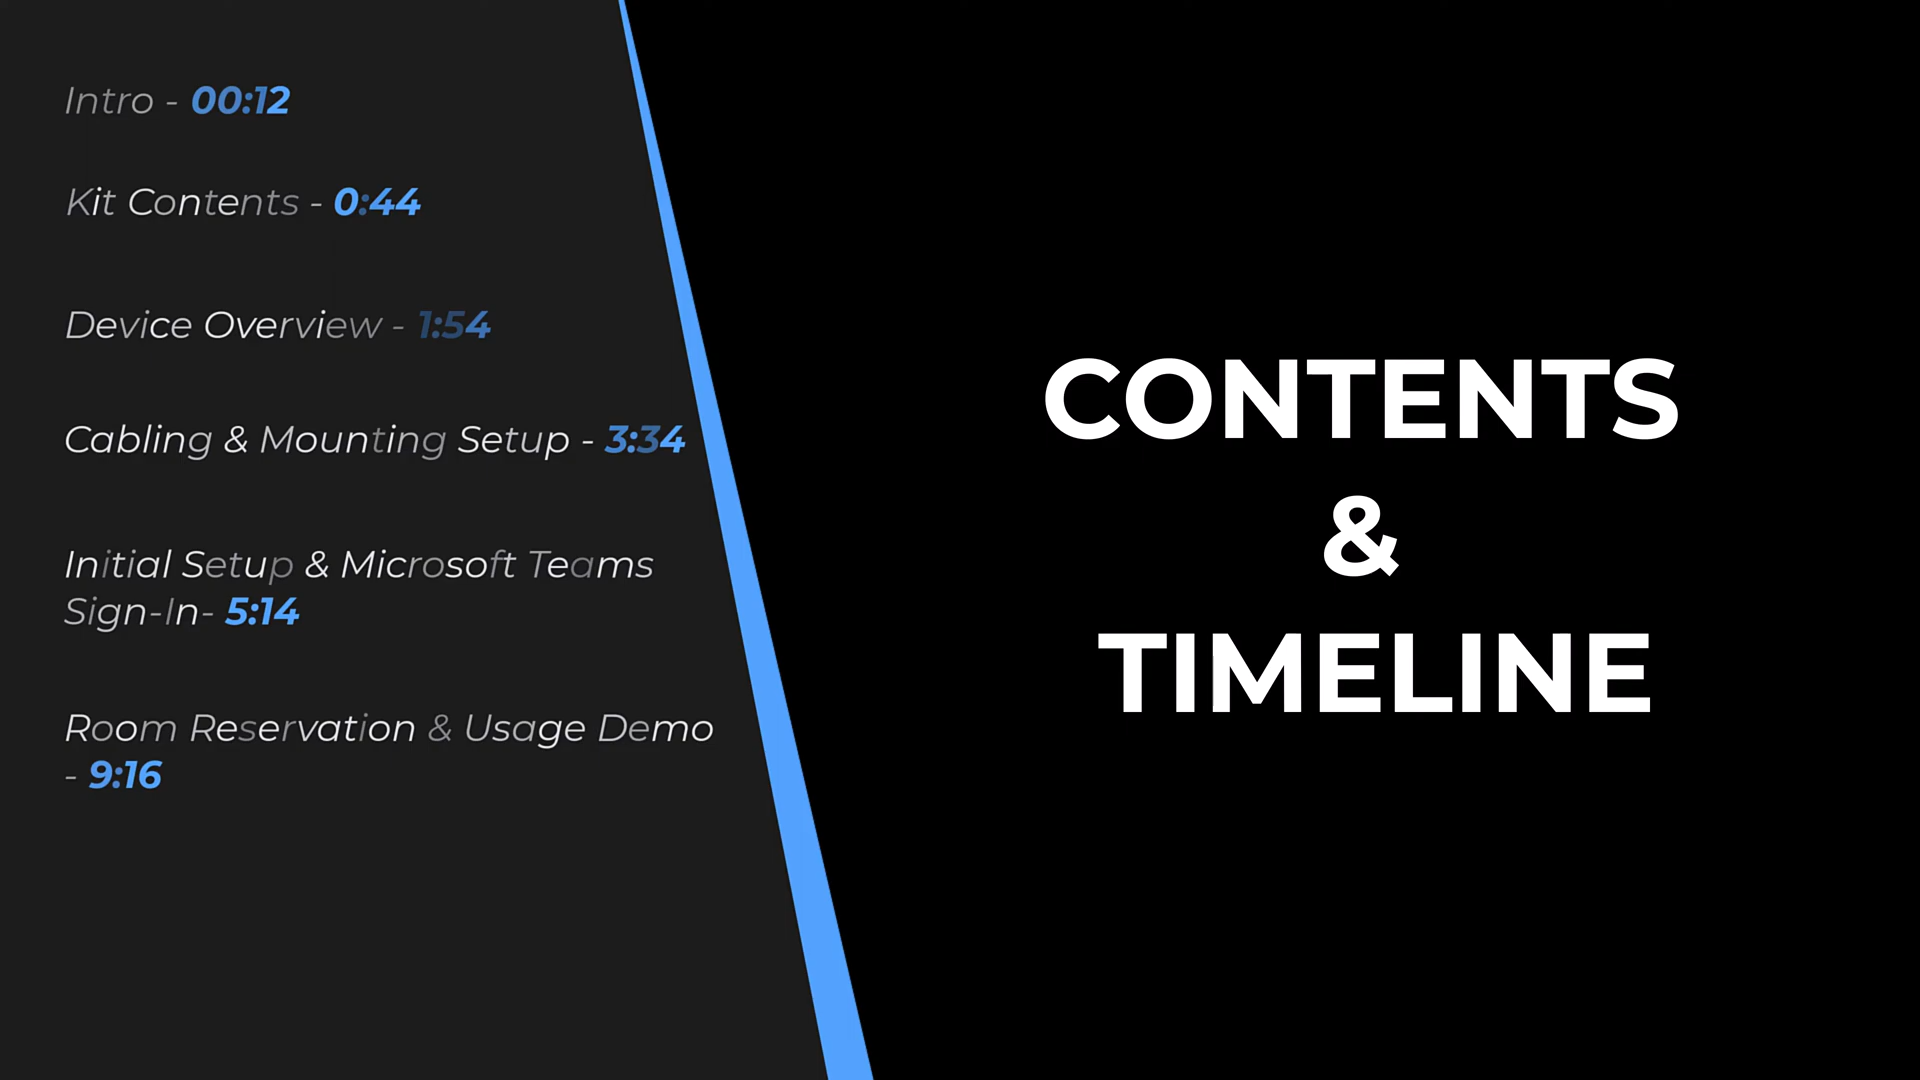 Intro - 00:12
Kit Contents - 0:44
Device Overview - 1:54
Cabling & Mounting Setup - 3:34
Initial Setup & Microsoft Teams
Sign-In- 5:14
Room Reservation & Usage Demo
- 9:16
CONTENTS
&
TIMELINE